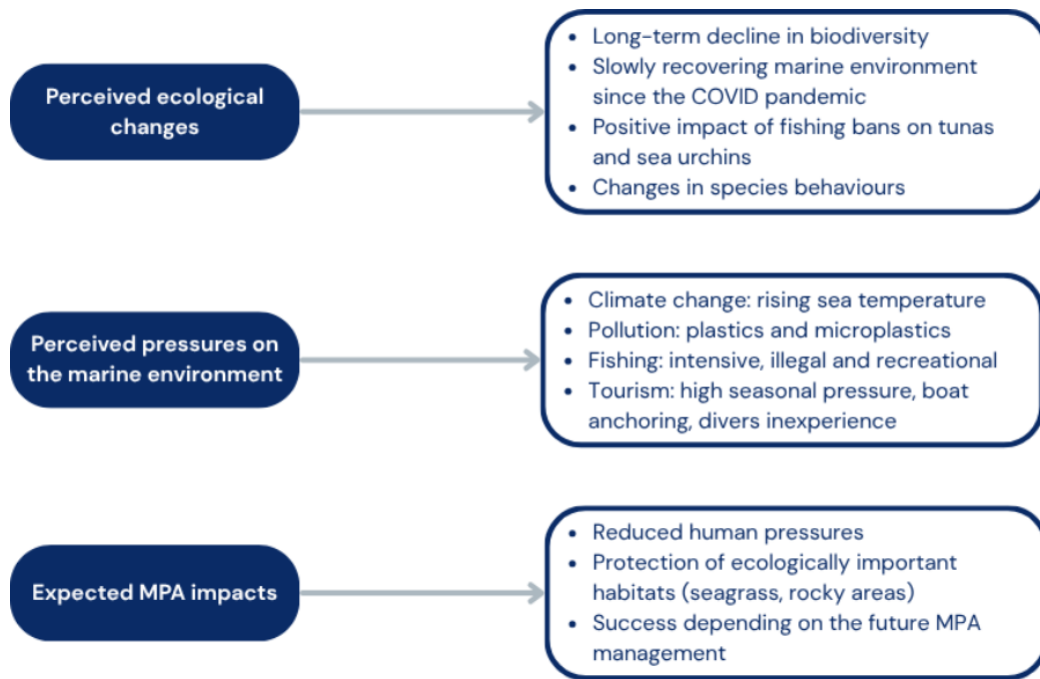 Perceived ecological
changes
• Long-term decline in biodiversity
• Slowly recovering marine environment
since the COVID pandemic
• Positive impact of fishing bans on tunas
and sea urchins
• Changes in species behaviours
Perceived pressures on
the marine environment
• Climate change: rising sea temperature
• Pollution: plastics and microplastics
• Fishing: intensive, illegal and recreational
• Tourism: high seasonal pressure, boat
anchoring, divers inexperience
Expected MPA impacts
• Reduced human pressures
• Protection of ecologically important
habitats (seagrass, rocky areas)
• Success depending on the future MPA
management